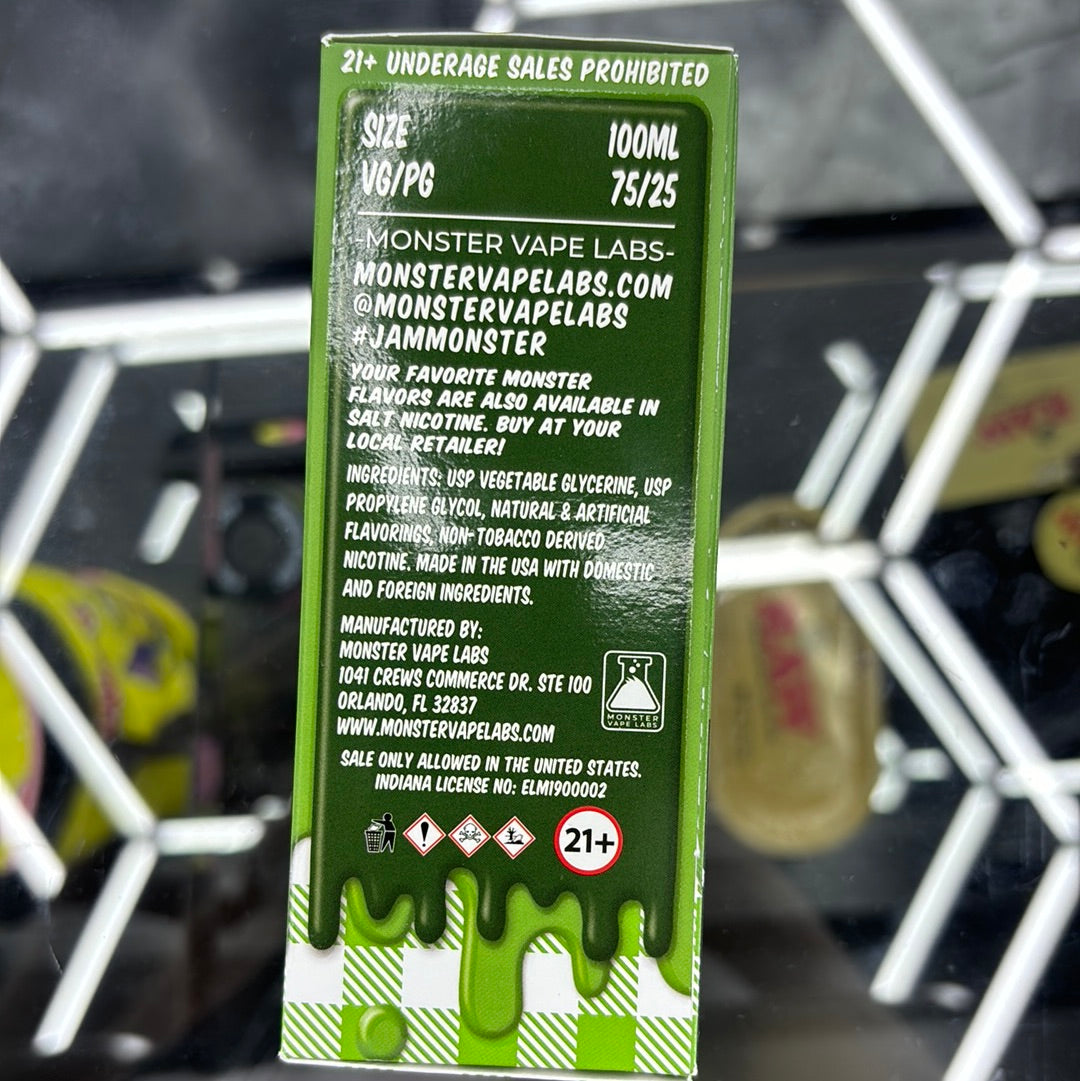 21+ UNDERAGE SALES PROHIBITED
SIZE 100ML
VG/PG 75/25
-MONSTER VAPE LABS-
MONSTERVAPELABS.COM
@MONSTERVAPELABS
#JAMMONSTER
YOUR FAVORITE MONSTER
FLAVORS ARE ALSO AVAILABLE IN
SALT NICOTINE. BUY AT YOUR
LOCAL RETAILER!
INGREDIENTS: USP VEGETABLE GLYCERINE, USP
PROPYLENE GLYCOL, NATURAL & ARTIFICIAL
FLAVORINGS, NON-TOBACCO DERIVED
NICOTINE. MADE IN THE USA WITH DOMESTIC
AND FOREIGN INGREDIENTS.
MANUFACTURED BY:
MONSTER VAPE LABS
1041 CREWS COMMERCE DR. STE 100
ORLANDO, FL 32837
WWW.MONSTERVAPELABS.COM
MONSTER
VAPE LABS
SALE ONLY ALLOWED IN THE UNITED STATES.
INDIANA LICENSE NO: ELM1900002
21+
RAW
RAW